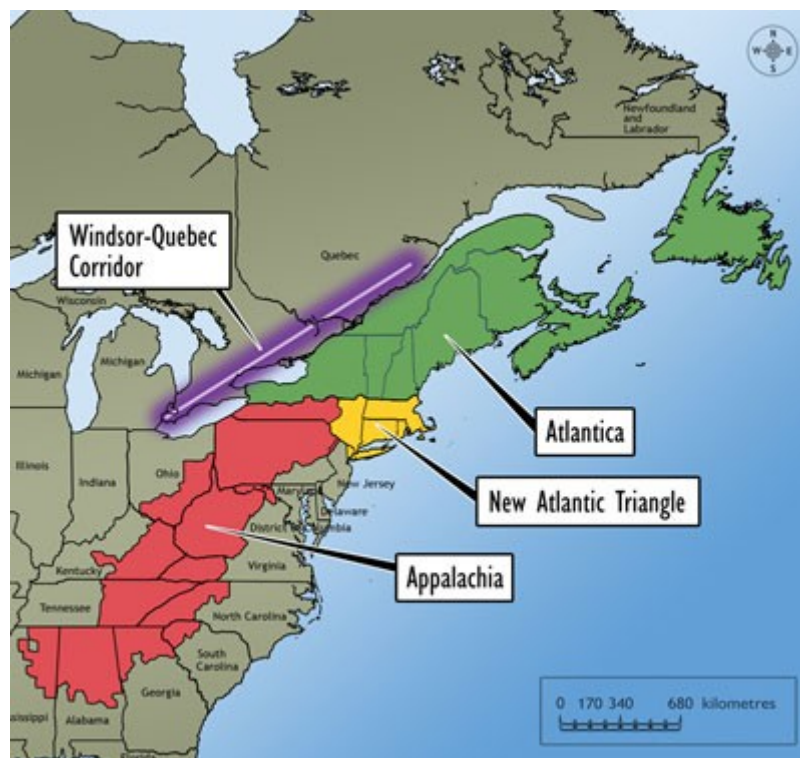 N
W
E
S
Newfoundland
and
Labrador
Windsor-Quebec
Corridor
Quebec
Wisconsin
Michigan
Michigan
Atlantica
Illinois
Indiana
Ohio
New Jersey
Maryland
New Atlantic Triangle
Delaware
District of Columbia
Virginia
Kentucky
Appalachia
Tennessee
North Carolina
South
Carolina
Georgia
ississippi
Alabama
Florida
0 170 340 680 kilometres